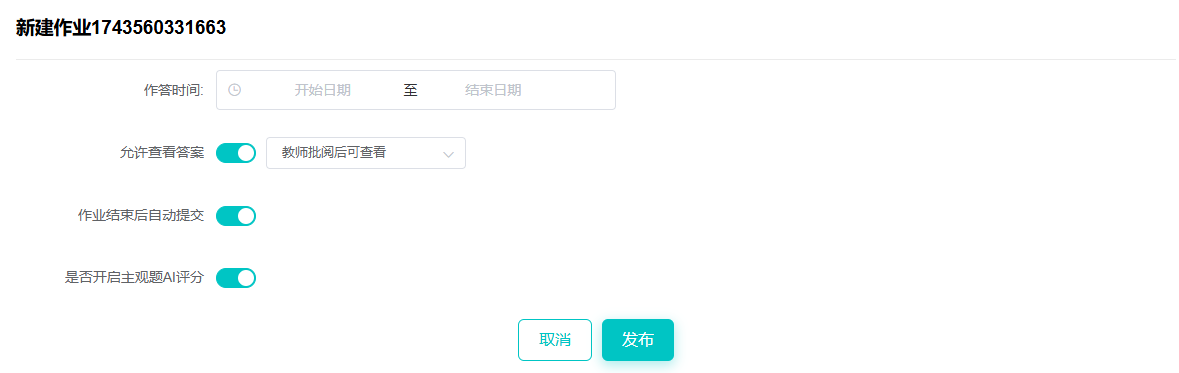 新建作业1743560331663
作答时间: 开始日期 至 结束日期
允许查看答案 教师批阅后可查看
作业结束后自动提交
是否开启主观题AI评分
取消 发布